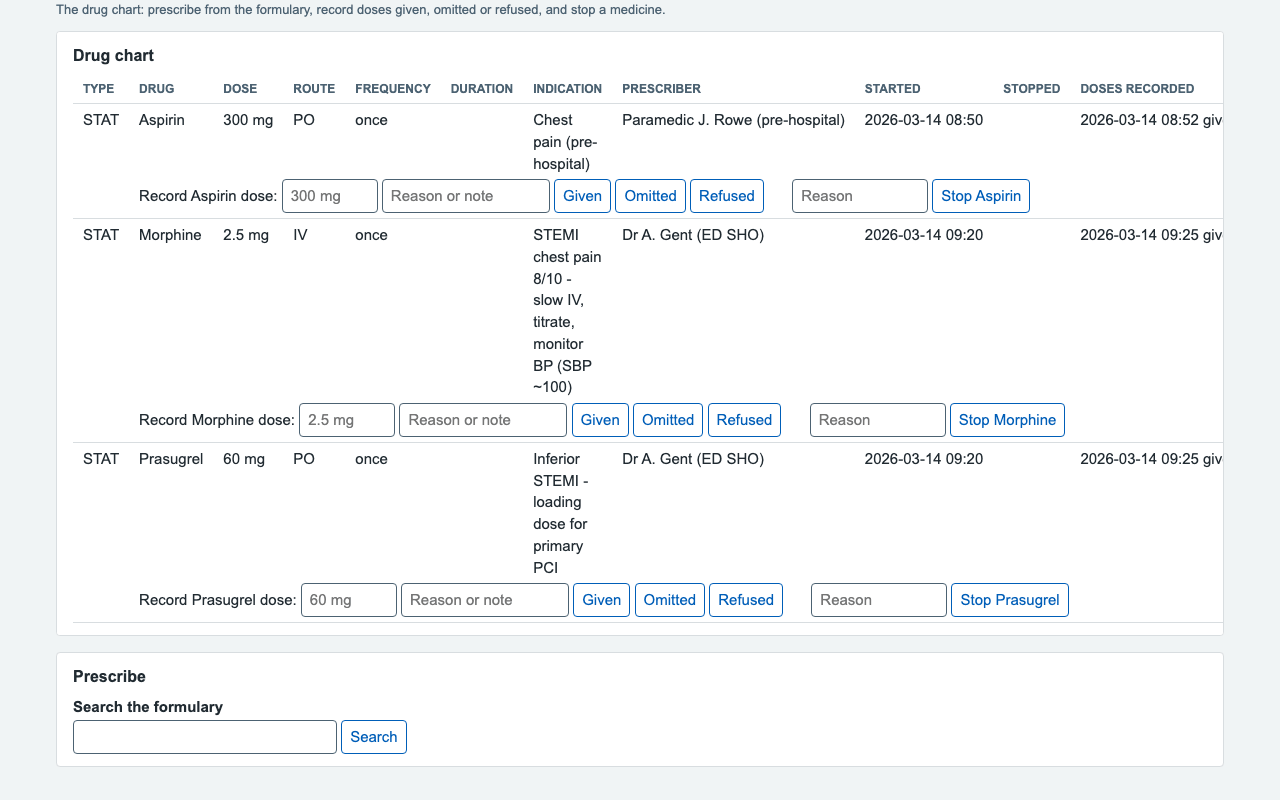 The drug chart: prescribe from the formulary, record doses given, omitted or refused, and stop a medicine.
Drug chart
TYPE DRUG DOSE ROUTE FREQUENCY DURATION INDICATION PRESCRIBER STARTED STOPPED DOSES RECORDED
STAT Aspirin 300 mg PO once Chest Paramedic J. Rowe (pre-hospital) 2026-03-14 08:50 2026-03-14 08:52 giv
pain (pre-
hospital)
Record Aspirin dose: 300 mg Reason or note Given Omitted Refused Reason Stop Aspirin
STAT Morphine 2.5 mg IV once STEMI Dr A. Gent (ED SHO) 2026-03-14 09:20 2026-03-14 09:25 giv
chest pain
8/10 -
slow IV,
titrate,
monitor
BP (SBP
~100)
Record Morphine dose: 2.5 mg Reason or note Given Omitted Refused Reason Stop Morphine
STAT Prasugrel 60 mg PO once Inferior Dr A. Gent (ED SHO) 2026-03-14 09:20 2026-03-14 09:25 giv
STEMI -
loading
dose for
primary
PCI
Record Prasugrel dose: 60 mg Reason or note Given Omitted Refused Reason Stop Prasugrel
Prescribe
Search the formulary
Search